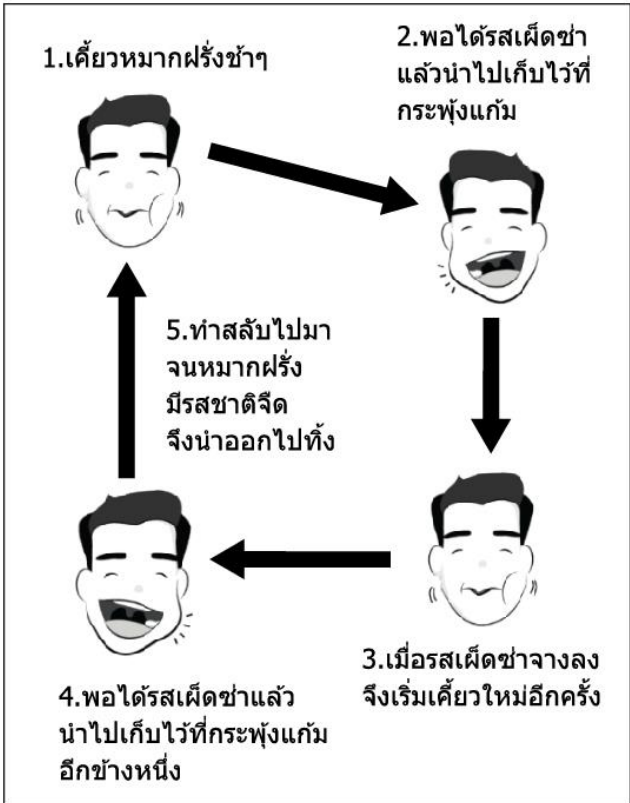 1.เคี้ยวหมากฝรั่งช้าๆ
2.พอได้รสเผ็ดซ่า
แล้วนำไปเก็บไว้ที่
กระพุ้งแก้ม
3.เมื่อรสเผ็ดซ่าจางลง
จึงเริ่มเคี้ยวใหม่อีกครั้ง
4.พอได้รสเผ็ดซ่าแล้ว
นำไปเก็บไว้ที่กระพุ้งแก้ม
อีกข้างหนึ่ง
5.ทำสลับไปมา
จนหมากฝรั่ง
มีรสชาติจืด
จึงนำออกไปทิ้ง